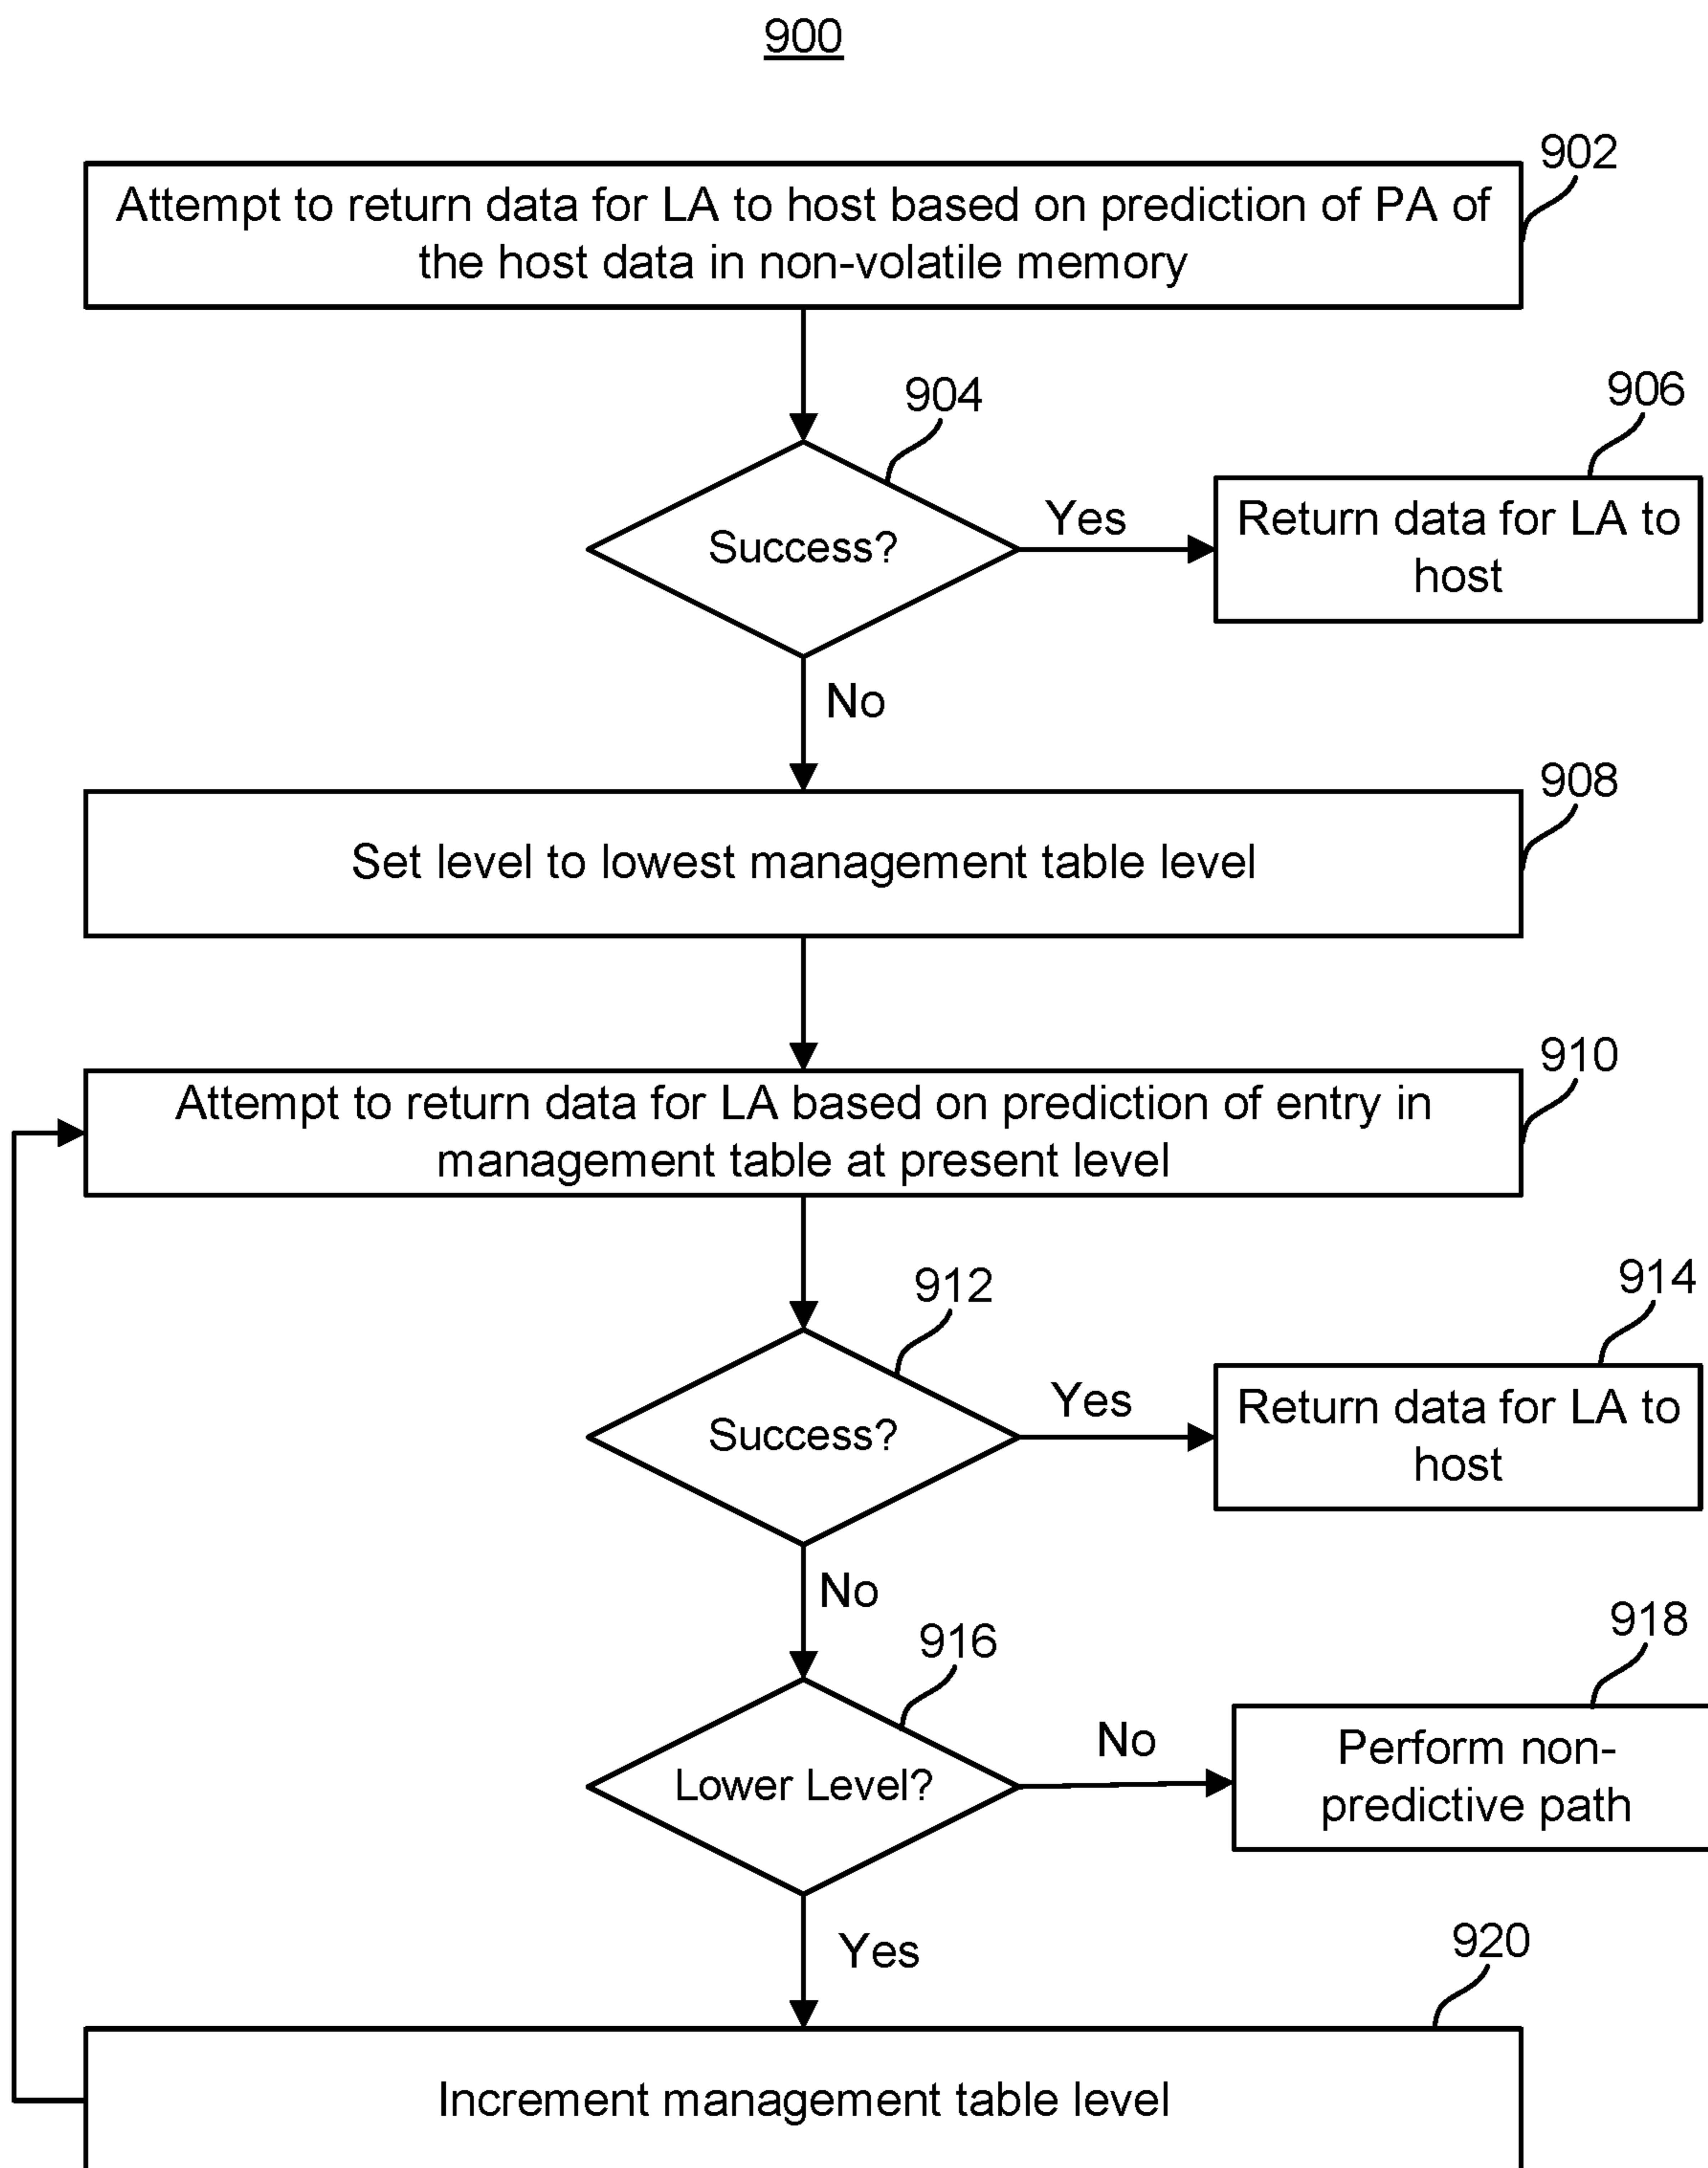 900
902
Attempt to return data for LA to host based on prediction of PA of
the host data in non-volatile memory
904
906
Success?
Yes
Return data for LA to
host
No
908
Set level to lowest management table level
910
Attempt to return data for LA based on prediction of entry in
management table at present level
912
914
Success?
Yes
Return data for LA to
host
No
916
918
Lower Level?
No
Perform non-
predictive path
Yes
920
Increment management table level